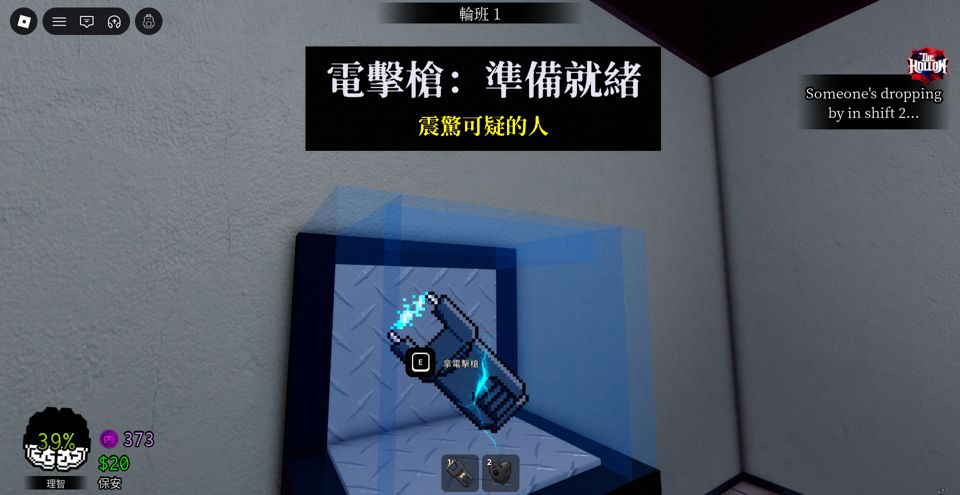 輪班 1
The HOLLOW
Someone's dropping
by in shift 2...
電擊槍：準備就緒
震驚可疑的人
E
拿電擊槍
39%
373
$20
理智
保安
1
2